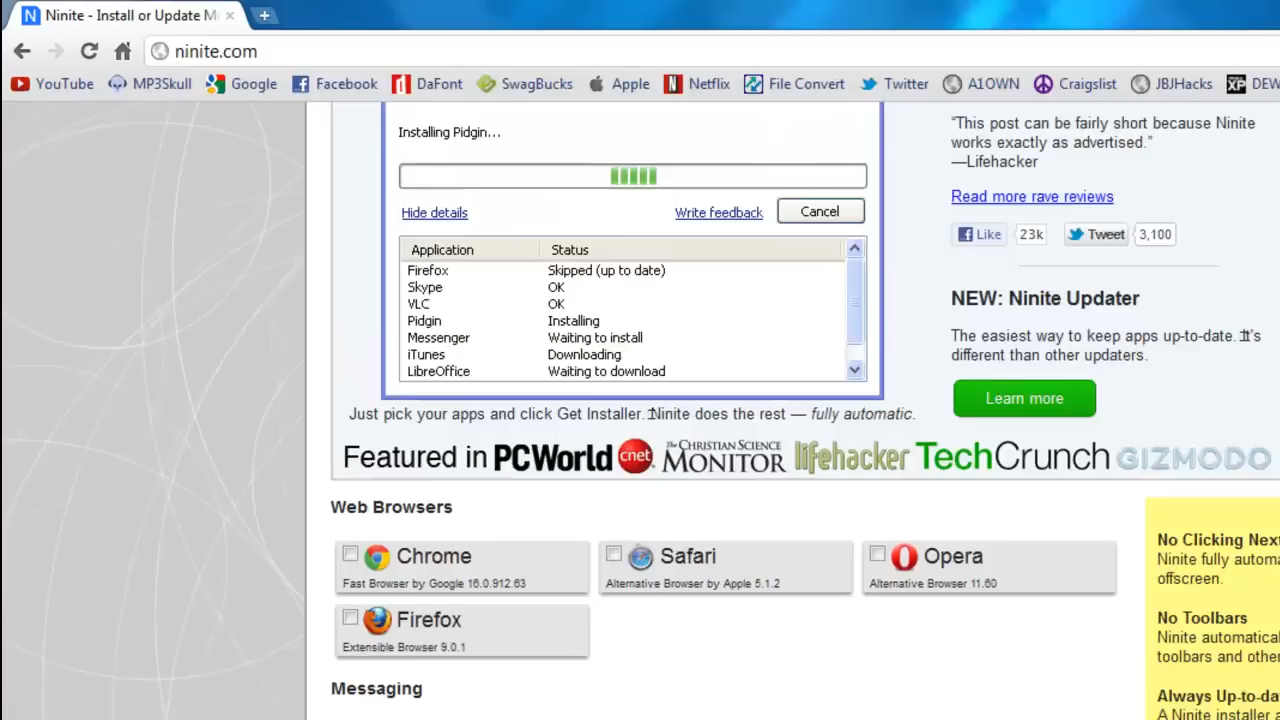 Ninite - Install or Update M
ninite.com
YouTube MP3Skull Google Facebook DaFont SwagBucks Apple Netflix File Convert Twitter A1OWN Craigslist JBJHacks DEW
Installing Pidgin...
Hide details Write feedback Cancel
Application Status
Firefox Skipped (up to date)
Skype OK
VLC OK
Pidgin Installing
Messenger Waiting to install
iTunes Downloading
LibreOffice Waiting to download
Just pick your apps and click Get Installer. Ninite does the rest — fully automatic.
“This post can be fairly short because Ninite
works exactly as advertised.”
—Lifehacker
Read more rave reviews
Like 23k Tweet 3,100
NEW: Ninite Updater
The easiest way to keep apps up-to-date. It's
different than other updaters.
Learn more
Featured in PCWorld cnet The Christian Science Monitor lifehacker TechCrunch GIZMODO
Web Browsers
Chrome
Fast Browser by Google 16.0.912.63
Safari
Alternative Browser by Apple 5.1.2
Opera
Alternative Browser 11.60
Firefox
Extensible Browser 9.0.1
Messaging
No Clicking Next
Ninite fully automa
offscreen.
No Toolbars
Ninite automatical
toolbars and other
Always Up-to-da
A Ninite installer a